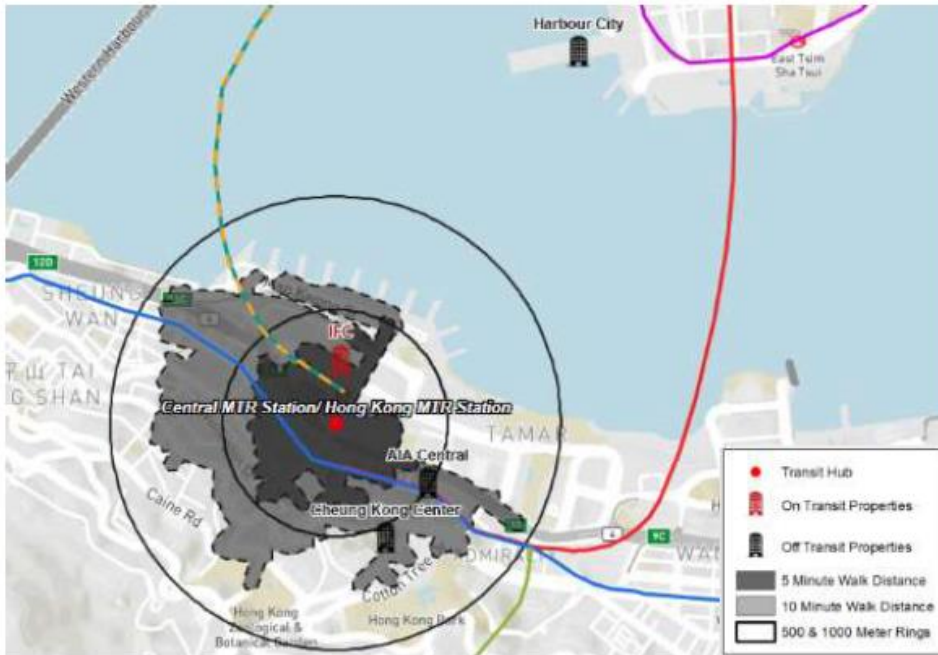 Harbour City
East Tsim
Sha Tsui
Western Harbour
12D
SHEUNG
WAN
IFC
Central MTR Station/ Hong Kong MTR Station
TAMAR
AIA Central
Cheung Kong Center
Caine Rd
Cotton Tree
ADMIRALTY
4
9C
Hong Kong
Zoological &
Botanical Garden
Hong Kong Park
Transit Hub
On Transit Properties
Off Transit Properties
5 Minute Walk Distance
10 Minute Walk Distance
500 & 1000 Meter Rings